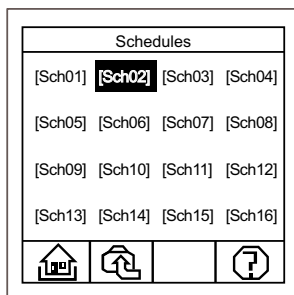 Schedules
[Sch01] [Sch02] [Sch03] [Sch04]
[Sch05] [Sch06] [Sch07] [Sch08]
[Sch09] [Sch10] [Sch11] [Sch12]
[Sch13] [Sch14] [Sch15] [Sch16]
?